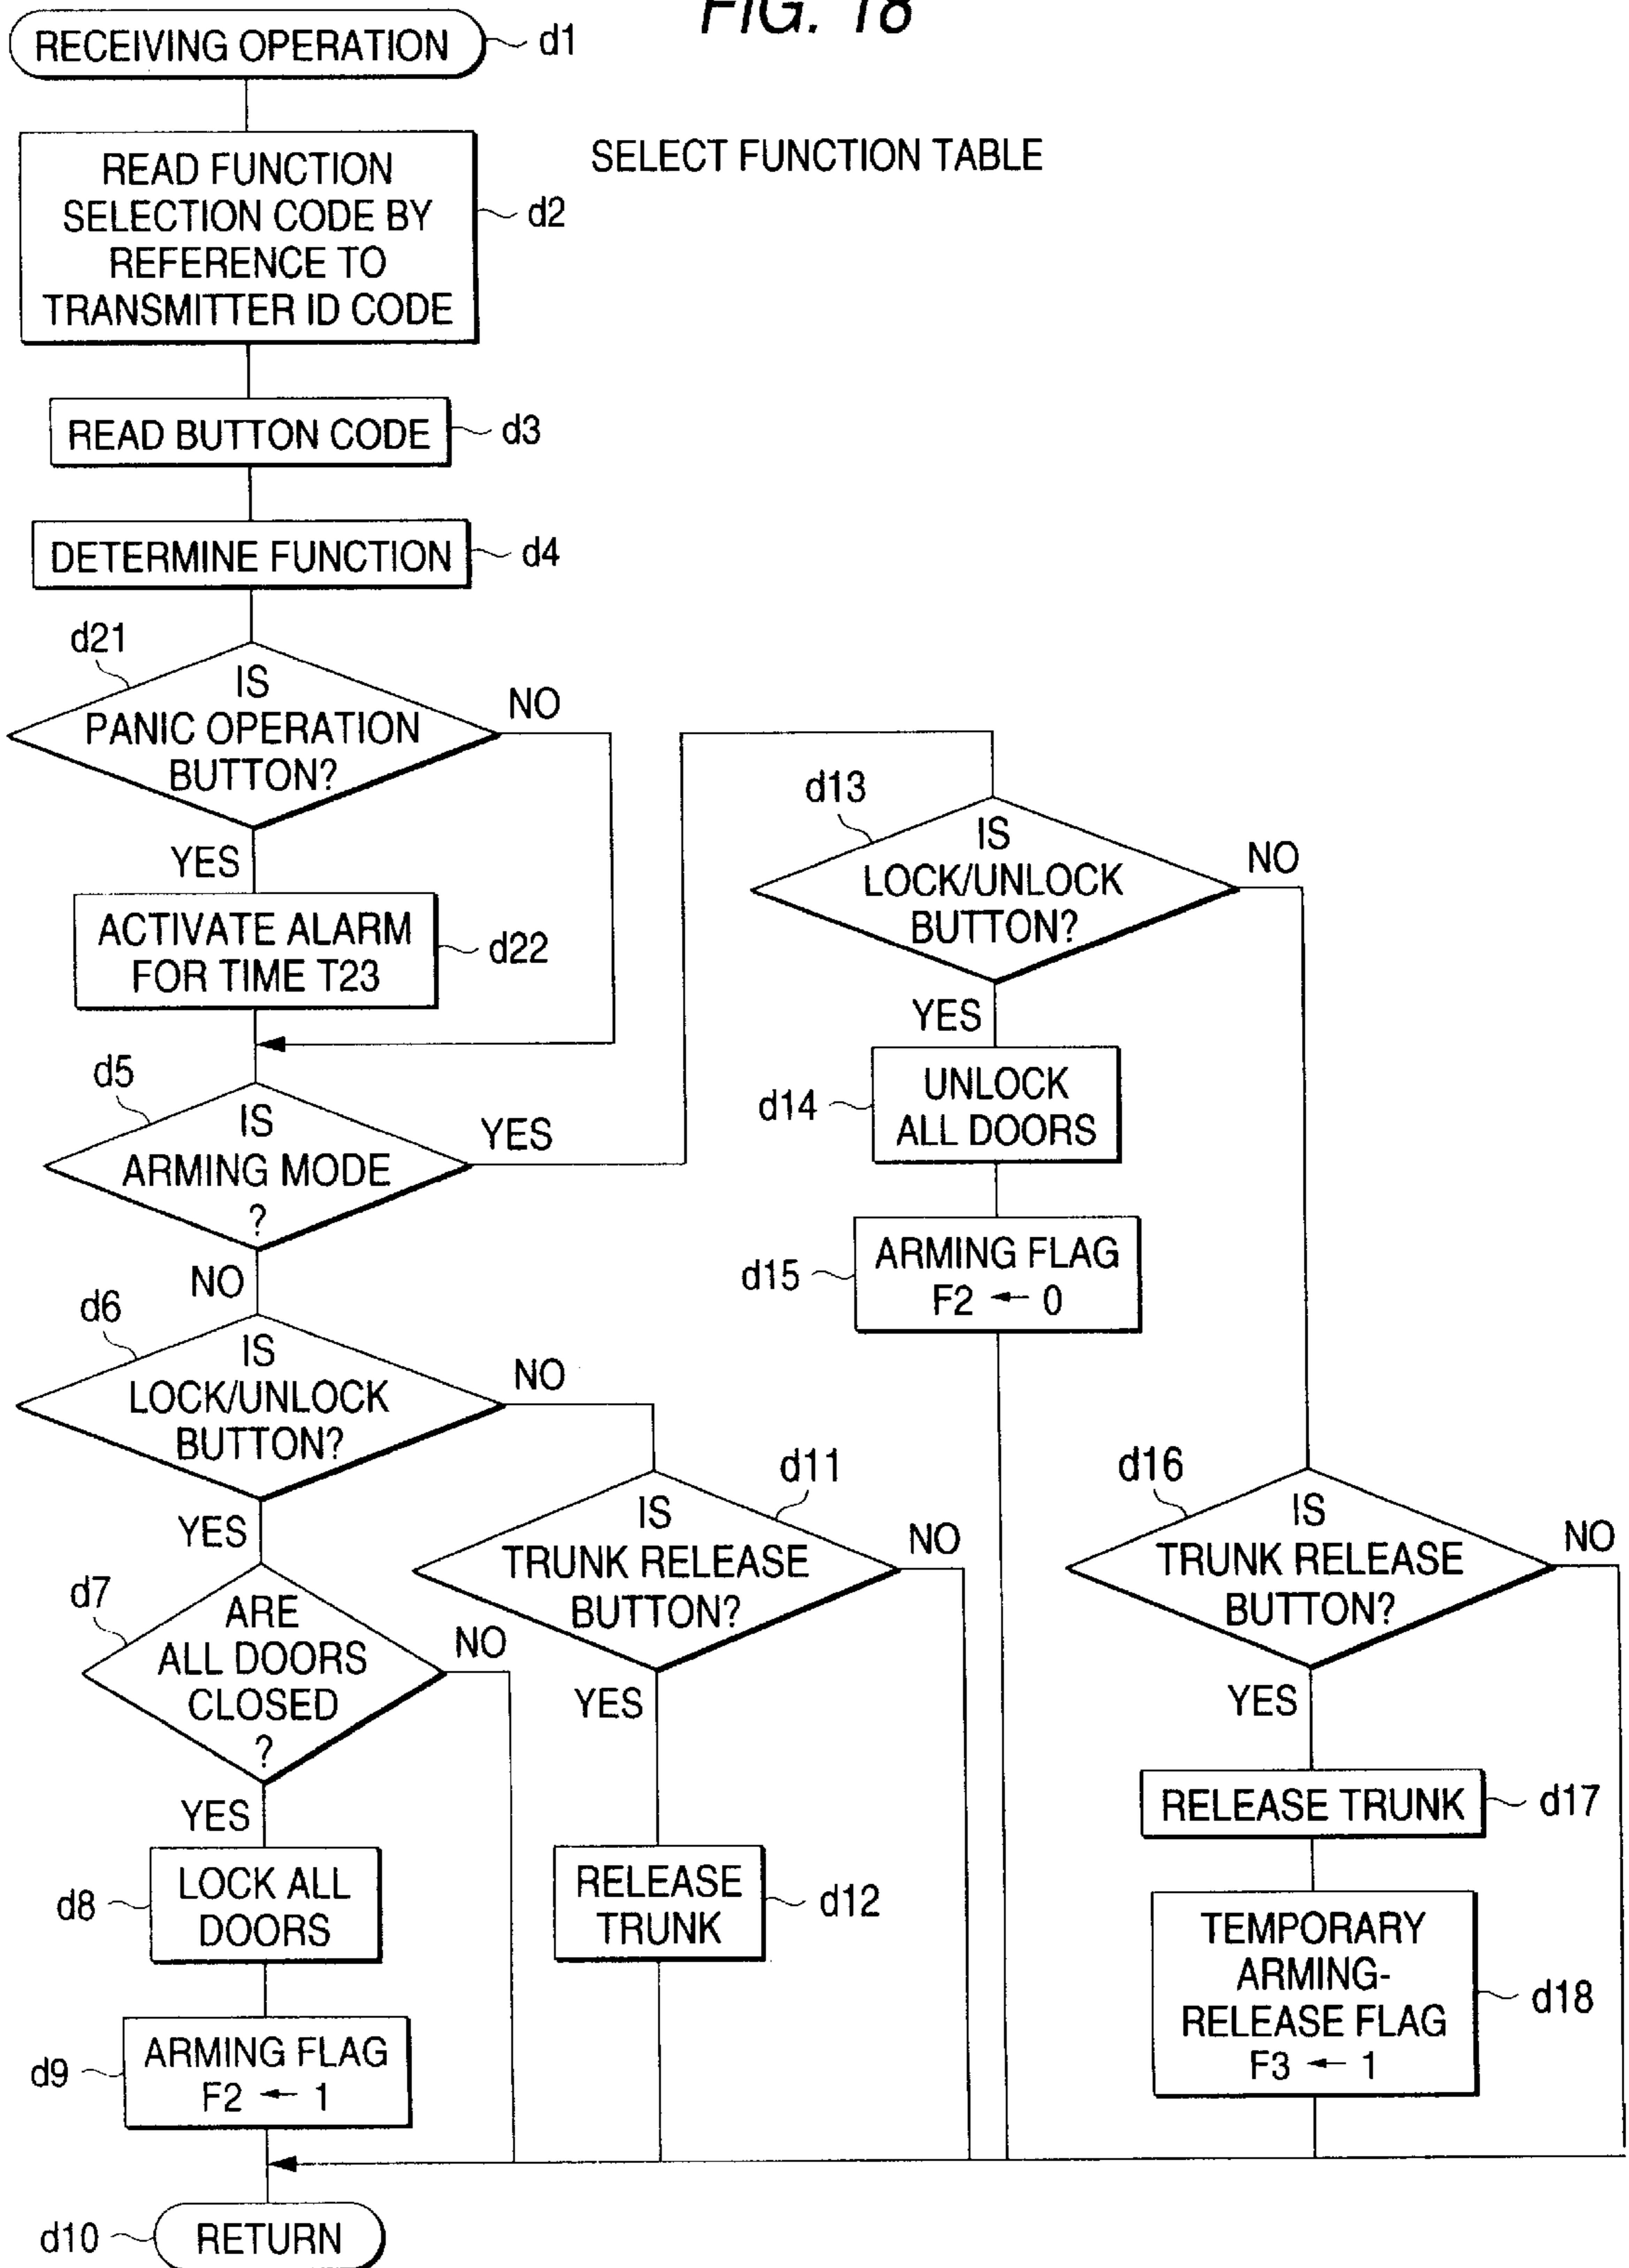 FIG. 18
RECEIVING OPERATION
d1
READ FUNCTION
SELECTION CODE BY
REFERENCE TO
TRANSMITTER ID CODE
d2
SELECT FUNCTION TABLE
READ BUTTON CODE
d3
DETERMINE FUNCTION
d4
d21
IS
PANIC OPERATION
BUTTON?
NO
YES
ACTIVATE ALARM
FOR TIME T23
d22
d5
IS
ARMING MODE
?
YES
NO
d6
IS
LOCK/UNLOCK
BUTTON?
NO
YES
d7
ARE
ALL DOORS
CLOSED
?
NO
YES
d8
LOCK ALL
DOORS
d9
ARMING FLAG
F2 ← 1
d10
RETURN
d11
IS
TRUNK RELEASE
BUTTON?
NO
YES
RELEASE
TRUNK
d12
d13
IS
LOCK/UNLOCK
BUTTON?
NO
YES
d14
UNLOCK
ALL DOORS
d15
ARMING FLAG
F2 ← 0
d16
IS
TRUNK RELEASE
BUTTON?
NO
YES
RELEASE TRUNK
d17
TEMPORARY
ARMING-
RELEASE FLAG
F3 ← 1
d18